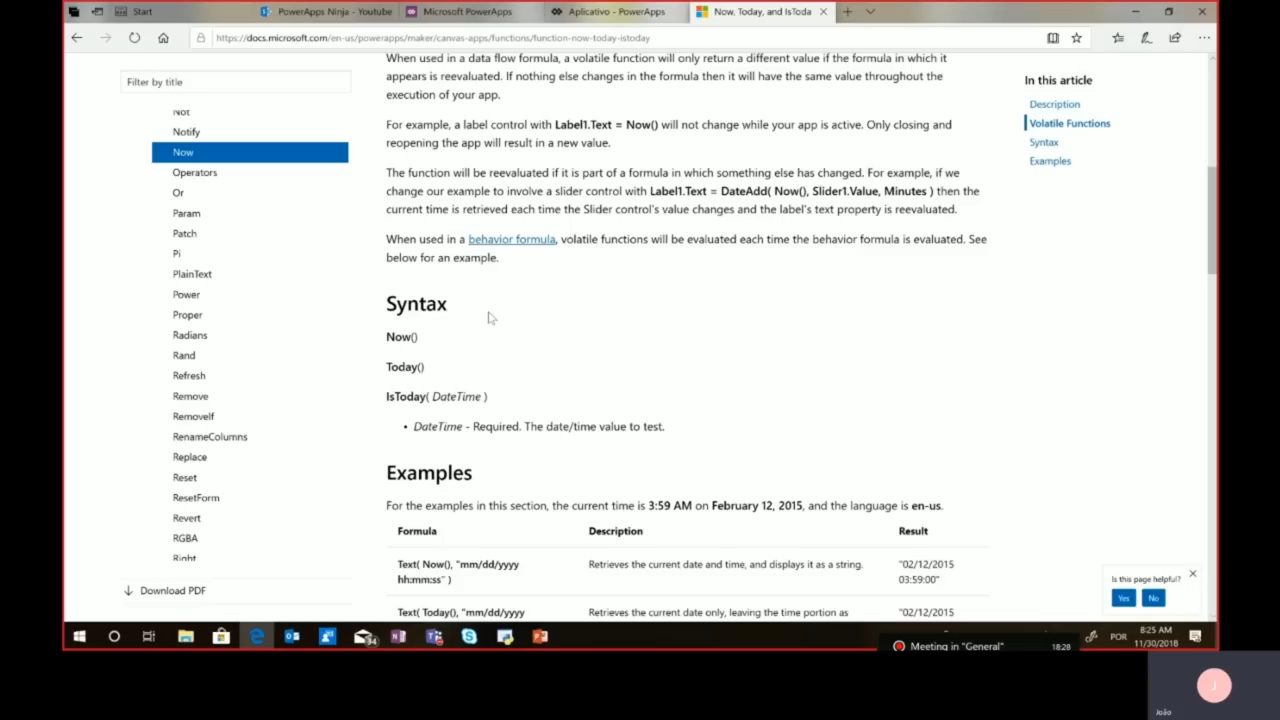 Start
PowerApps Ninja - Youtube
Microsoft PowerApps
Aplicativo - PowerApps
Now, Today, and IsToda
https://docs.microsoft.com/en-us/powerapps/maker/canvas-apps/functions/function-now-today-istoday
Filter by title
Not
Notify
Now
Operators
Or
Param
Patch
Pi
PlainText
Power
Proper
Radians
Rand
Refresh
Remove
RemoveIf
RenameColumns
Replace
Reset
ResetForm
Revert
RGBA
Right
Download PDF
When used in a data flow formula, a volatile function will only return a different value if the formula in which it
appears is reevaluated. If nothing else changes in the formula then it will have the same value throughout the
execution of your app.
For example, a label control with Label1.Text = Now() will not change while your app is active. Only closing and
reopening the app will result in a new value.
The function will be reevaluated if it is part of a formula in which something else has changed. For example, if we
change our example to involve a slider control with Label1.Text = DateAdd( Now(), Slider1.Value, Minutes ) then the
current time is retrieved each time the Slider control's value changes and the label's text property is reevaluated.
When used in a behavior formula, volatile functions will be evaluated each time the behavior formula is evaluated. See
below for an example.
Syntax
Now()
Today()
IsToday( DateTime )
• DateTime - Required. The date/time value to test.
Examples
For the examples in this section, the current time is 3:59 AM on February 12, 2015, and the language is en-us.
Formula Description Result
Text( Now(), "mm/dd/yyyy Retrieves the current date and time, and displays it as a string. "02/12/2015
hh:mm:ss" ) 03:59:00"
Text( Today(), "mm/dd/yyyy Retrieves the current date only, leaving the time portion as "02/12/2015
In this article
Description
Volatile Functions
Syntax
Examples
Is this page helpful?
Yes No
34
POR
8:25 AM
11/30/2018
Meeting in "General" 18:28
J
João